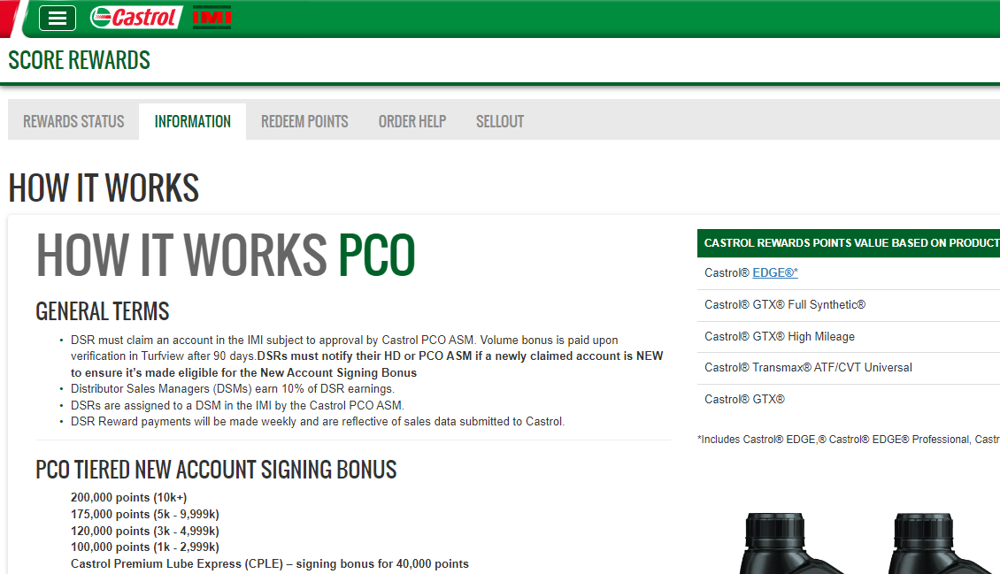 Castrol IMI
SCORE REWARDS
REWARDS STATUS INFORMATION REDEEM POINTS ORDER HELP SELLOUT
HOW IT WORKS
HOW IT WORKS PCO
GENERAL TERMS
• DSR must claim an account in the IMI subject to approval by Castrol PCO ASM. Volume bonus is paid upon
verification in Turfview after 90 days.DSRs must notify their HD or PCO ASM if a newly claimed account is NEW
to ensure it's made eligible for the New Account Signing Bonus
• Distributor Sales Managers (DSMs) earn 10% of DSR earnings.
• DSRs are assigned to a DSM in the IMI by the Castrol PCO ASM.
• DSR Reward payments will be made weekly and are reflective of sales data submitted to Castrol.
PCO TIERED NEW ACCOUNT SIGNING BONUS
200,000 points (10k+)
175,000 points (5k - 9,999k)
120,000 points (3k - 4,999k)
100,000 points (1k - 2,999k)
Castrol Premium Lube Express (CPLE) – signing bonus for 40,000 points
CASTROL REWARDS POINTS VALUE BASED ON PRODUCT
Castrol® EDGE®*
Castrol® GTX® Full Synthetic®
Castrol® GTX® High Mileage
Castrol® Transmax® ATF/CVT Universal
Castrol® GTX®
*Includes Castrol® EDGE,® Castrol® EDGE® Professional, Castr